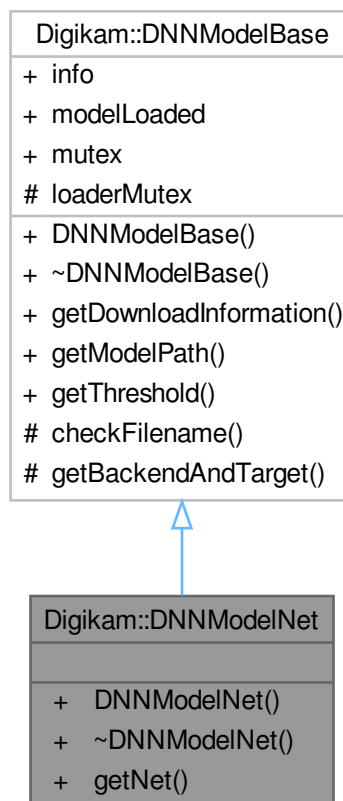 Digikam::DNNModelBase
+ info
+ modelLoaded
+ mutex
# loaderMutex
+ DNNModelBase()
+ ~DNNModelBase()
+ getDownloadInformation()
+ getModelPath()
+ getThreshold()
# checkFilename()
# getBackendAndTarget()
Digikam::DNNModelNet
+ DNNModelNet()
+ ~DNNModelNet()
+ getNet()